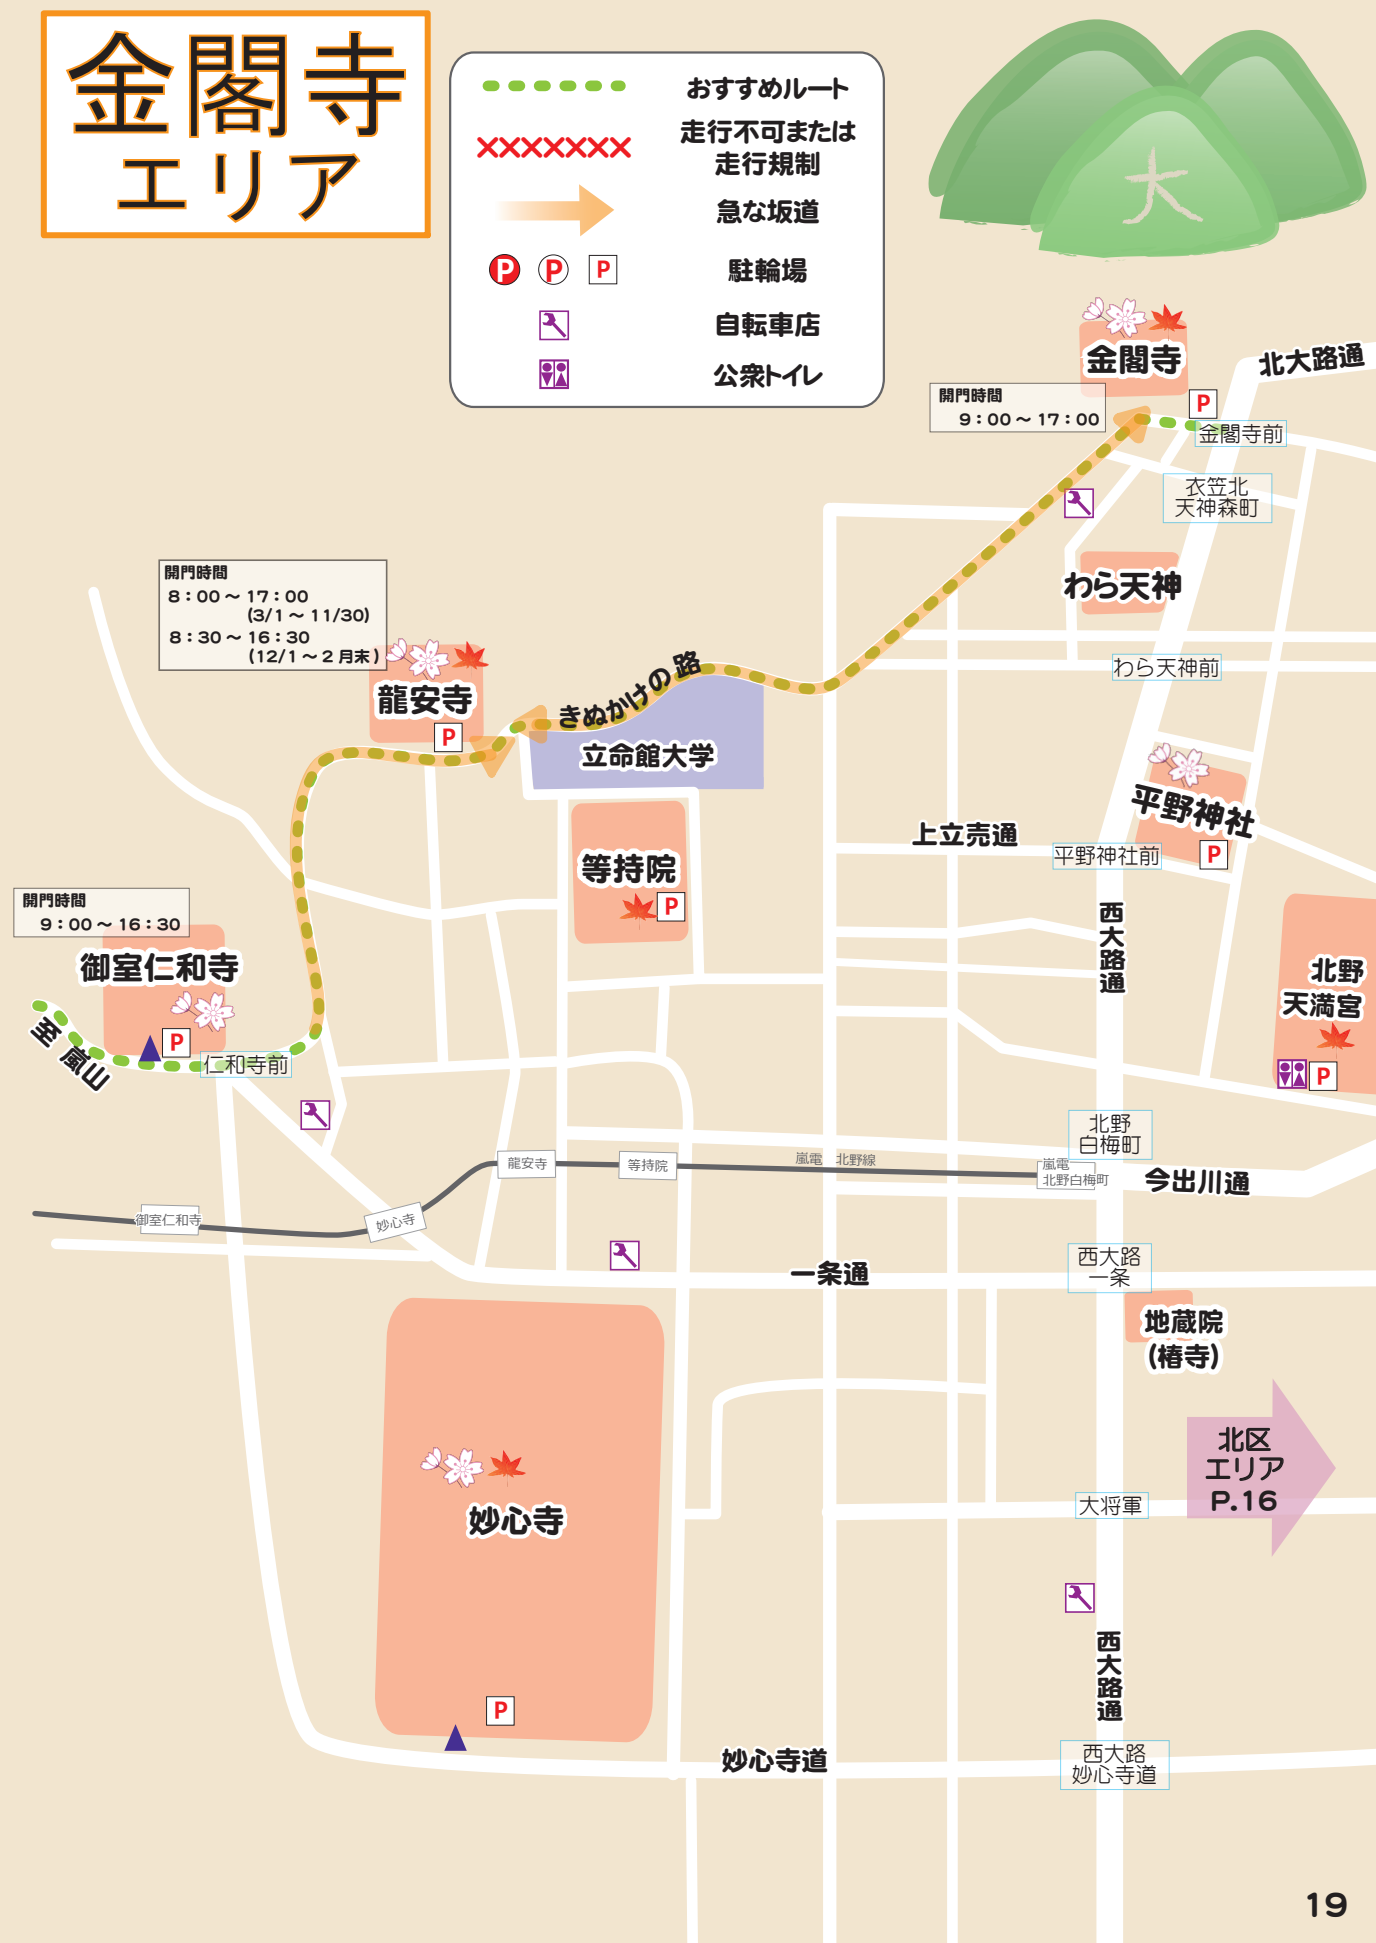 金閣寺
エリア
おすすめルート
走行不可または
走行規制
急な坂道
P
P
P
駐輪場
自転車店
公衆トイレ
大
金閣寺
北大路通
開門時間
9：00～17：00
P
金閣寺前
衣笠北
天神森町
わら天神
わら天神前
開門時間
8：00～17：00
(3/1～11/30)
8：30～16：30
(12/1～2月末)
龍安寺
P
きぬかけの路
立命館大学
平野神社
P
上立売通
平野神社前
等持院
P
西大路通
北野
天満宮
P
開門時間
9：00～16：30
御室仁和寺
P
仁和寺前
至 嵐山
北野
白梅町
龍安寺
等持院
嵐電 北野線
嵐電
北野白梅町
今出川通
御室仁和寺
妙心寺
一条通
西大路
一条
地蔵院
(椿寺)
北区
エリア
P.16
妙心寺
大将軍
P
西大路通
妙心寺道
西大路
妙心寺道
19